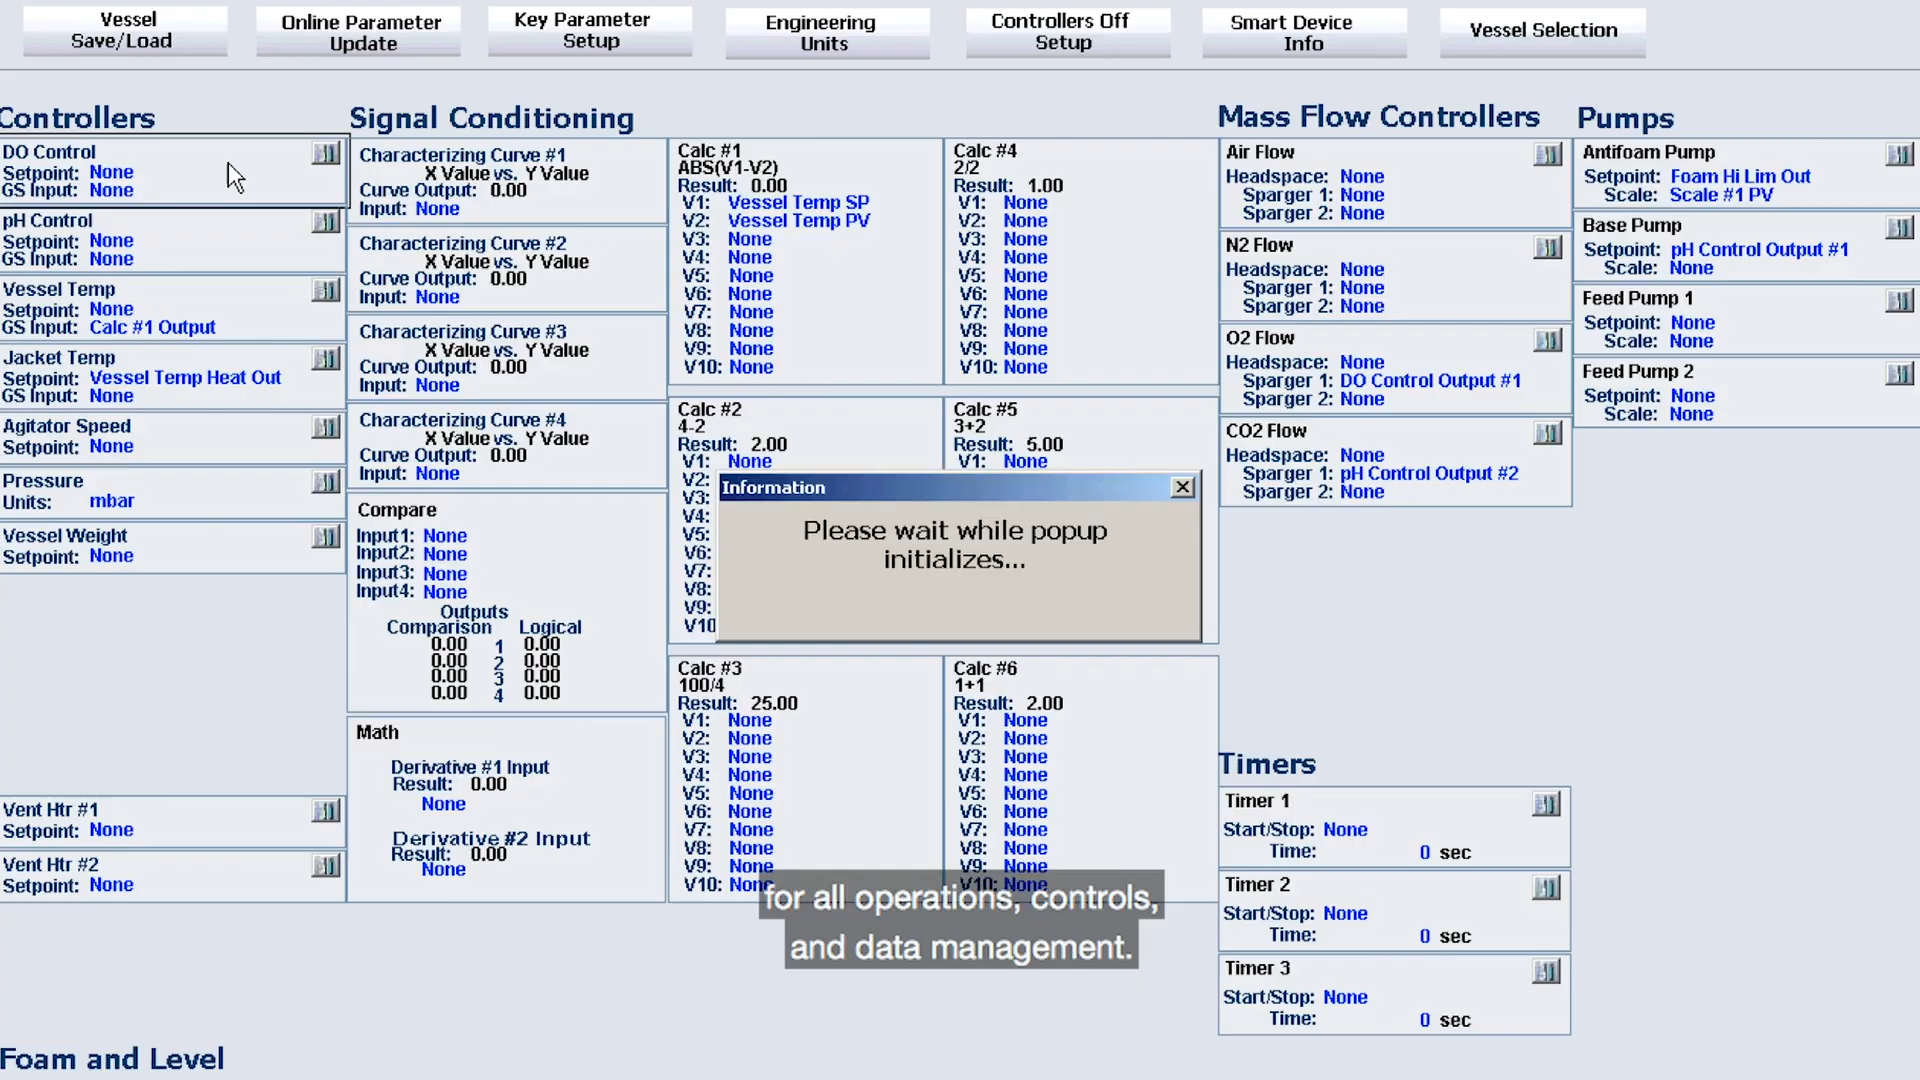 Vessel
Save/Load
Online Parameter
Update
Key Parameter
Setup
Engineering
Units
Controllers Off
Setup
Smart Device
Info
Vessel Selection
Controllers
DO Control
Setpoint: None
GS Input: None
pH Control
Setpoint: None
GS Input: None
Vessel Temp
Setpoint: None
GS Input: Calc #1 Output
Jacket Temp
Setpoint: Vessel Temp Heat Out
GS Input: None
Agitator Speed
Setpoint: None
Pressure
Units: mbar
Vessel Weight
Setpoint: None
Vent Htr #1
Setpoint: None
Vent Htr #2
Setpoint: None
Foam and Level
Signal Conditioning
Characterizing Curve #1
X Value vs. Y Value
Curve Output: 0.00
Input: None
Characterizing Curve #2
X Value vs. Y Value
Curve Output: 0.00
Input: None
Characterizing Curve #3
X Value vs. Y Value
Curve Output: 0.00
Input: None
Characterizing Curve #4
X Value vs. Y Value
Curve Output: 0.00
Input: None
Compare
Input1: None
Input2: None
Input3: None
Input4: None
Outputs
Comparison Logical
0.00 1 0.00
0.00 2 0.00
0.00 3 0.00
0.00 4 0.00
Math
Derivative #1 Input
Result: 0.00
None
Derivative #2 Input
Result: 0.00
None
Calc #1
ABS(V1-V2)
Result: 0.00
V1: Vessel Temp SP
V2: Vessel Temp PV
V3: None
V4: None
V5: None
V6: None
V7: None
V8: None
V9: None
V10: None
Calc #4
2/2
Result: 1.00
V1: None
V2: None
V3: None
V4: None
V5: None
V6: None
V7: None
V8: None
V9: None
V10: None
Calc #2
4-2
Result: 2.00
V1: None
V2:
V3:
V4:
V5:
V6:
V7:
V8:
V9:
V10
Calc #5
3+2
Result: 5.00
V1: None
Information
Please wait while popup
initializes...
Calc #3
100/4
Result: 25.00
V1: None
V2: None
V3: None
V4: None
V5: None
V6: None
V7: None
V8: None
V9: None
V10: None
Calc #6
1+1
Result: 2.00
V1: None
V2: None
V3: None
V4: None
V5: None
V6: None
V7: None
V8: None
V9: None
V10: None
for all operations, controls,
and data management.
Mass Flow Controllers
Air Flow
Headspace: None
Sparger 1: None
Sparger 2: None
N2 Flow
Headspace: None
Sparger 1: None
Sparger 2: None
O2 Flow
Headspace: None
Sparger 1: DO Control Output #1
Sparger 2: None
CO2 Flow
Headspace: None
Sparger 1: pH Control Output #2
Sparger 2: None
Timers
Timer 1
Start/Stop: None
Time: 0 sec
Timer 2
Start/Stop: None
Time: 0 sec
Timer 3
Start/Stop: None
Time: 0 sec
Pumps
Antifoam Pump
Setpoint: Foam Hi Lim Out
Scale: Scale #1 PV
Base Pump
Setpoint: pH Control Output #1
Scale: None
Feed Pump 1
Setpoint: None
Scale: None
Feed Pump 2
Setpoint: None
Scale: None